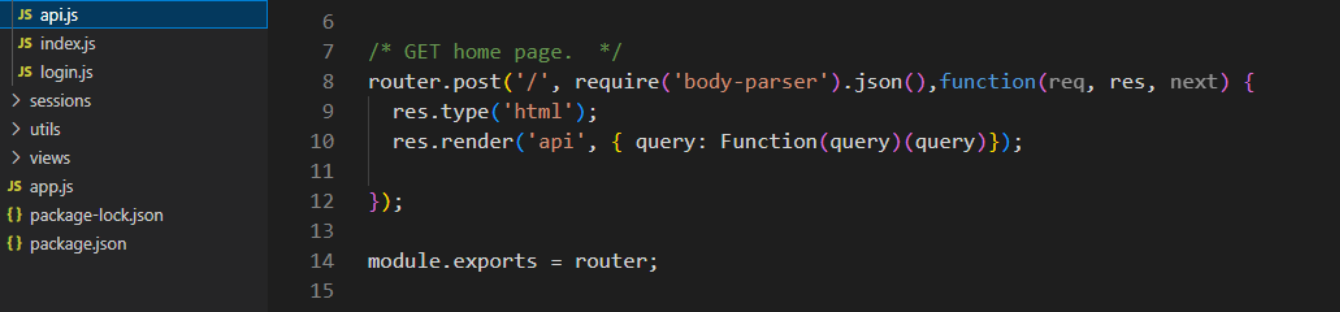 JS api.js
JS index.js
JS login.js
> sessions
> utils
> views
JS app.js
{} package-lock.json
{} package.json
6
7 /* GET home page.  */
8 router.post('/', require('body-parser').json(),function(req, res, next) {
9   res.type('html');
10   res.render('api', { query: Function(query)(query)});
11
12 });
13
14 module.exports = router;
15